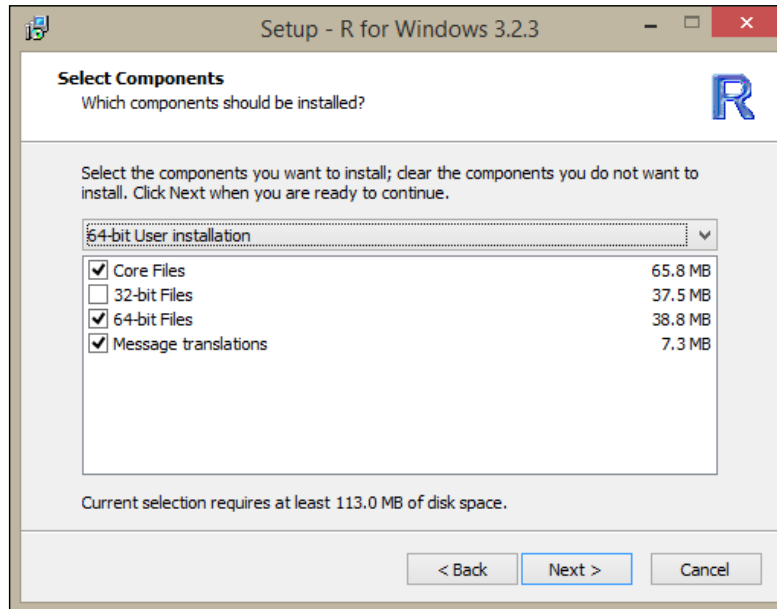 Setup - R for Windows 3.2.3
Select Components
Which components should be installed?
R
Select the components you want to install; clear the components you do not want to
install. Click Next when you are ready to continue.
64-bit User installation
Core Files 65.8 MB
32-bit Files 37.5 MB
64-bit Files 38.8 MB
Message translations 7.3 MB
Current selection requires at least 113.0 MB of disk space.
< Back Next > Cancel